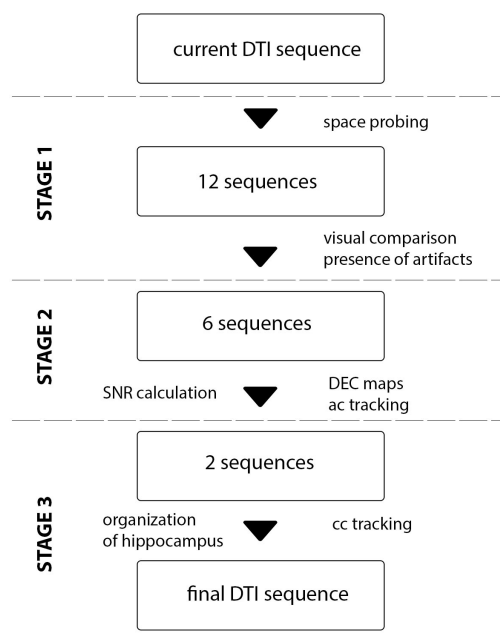 current DTI sequence
space probing
STAGE 1
12 sequences
visual comparison
presence of artifacts
STAGE 2
6 sequences
SNR calculation
DEC maps
ac tracking
STAGE 3
2 sequences
organization
of hippocampus
cc tracking
final DTI sequence